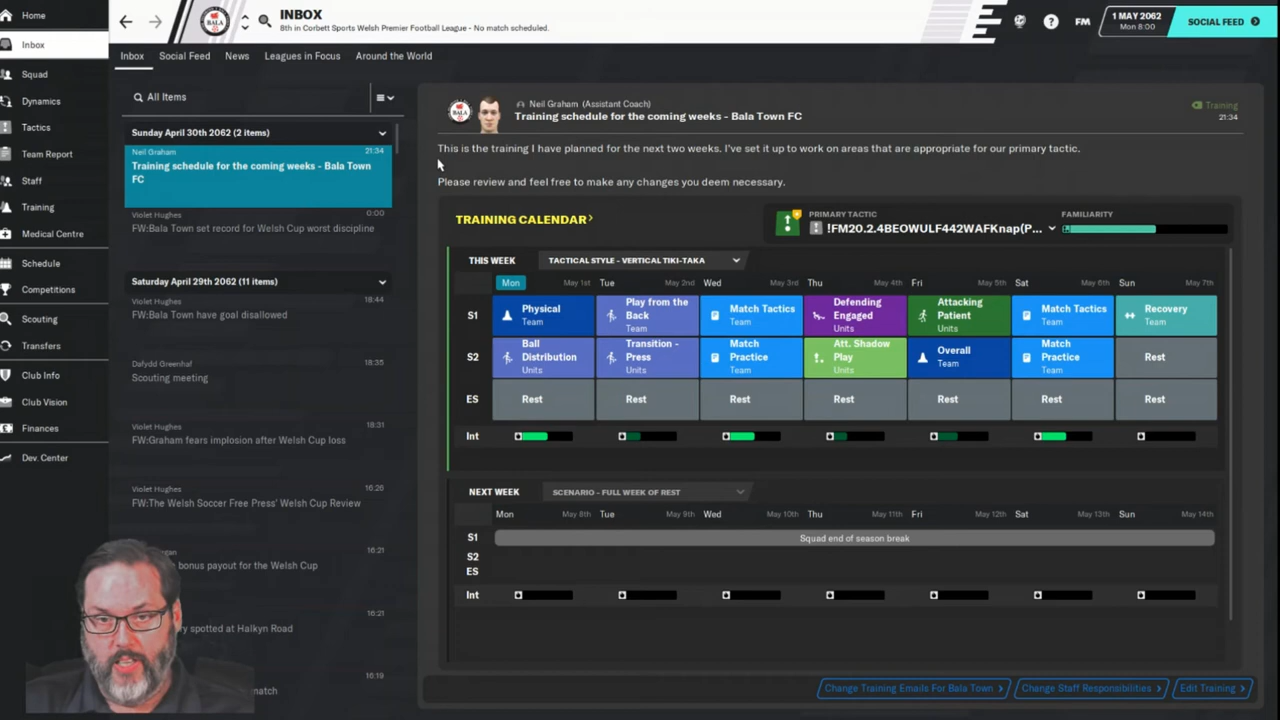 Home
Inbox
Squad
Dynamics
Tactics
Team Report
Staff
Training
Medical Centre
Schedule
Competitions
Scouting
Transfers
Club Info
Club Vision
Finances
Dev. Center
BALA
INBOX
8th in Corbett Sports Welsh Premier Football League - No match scheduled.
FM
1 MAY 2062
Mon 8:00
SOCIAL FEED
Inbox Social Feed News Leagues in Focus Around the World
All Items
Sunday April 30th 2062 (2 items)
Neil Graham 21:34
Training schedule for the coming weeks - Bala Town
FC
Violet Hughes 0:00
FW:Bala Town set record for Welsh Cup worst discipline
Saturday April 29th 2062 (11 items)
Violet Hughes 18:44
FW:Bala Town have goal disallowed
Dafydd Greenhaf 18:35
Scouting meeting
Violet Hughes 18:31
FW:Graham fears implosion after Welsh Cup loss
Violet Hughes 16:26
FW:The Welsh Soccer Free Press' Welsh Cup Review
16:21
bonus payout for the Welsh Cup
16:21
spotted at Halkyn Road
16:19
match
BALA
Neil Graham (Assistant Coach)
Training schedule for the coming weeks - Bala Town FC
Training
21:34
This is the training I have planned for the next two weeks. I've set it up to work on areas that are appropriate for our primary tactic.
Please review and feel free to make any changes you deem necessary.
TRAINING CALENDAR
PRIMARY TACTIC
!FM20.2.4BEOWULF442WAFKnap(P...
FAMILIARITY
THIS WEEK
TACTICAL STYLE - VERTICAL TIKI-TAKA
Mon May 1st Tue May 2nd Wed May 3rd Thu May 4th Fri May 5th Sat May 6th Sun May 7th
S1
Physical
Team
Play from the
Back
Team
Match Tactics
Team
Defending
Engaged
Units
Attacking
Patient
Units
Match Tactics
Team
Recovery
Team
S2
Ball
Distribution
Units
Transition -
Press
Units
Match
Practice
Team
Att. Shadow
Play
Units
Overall
Team
Match
Practice
Team
Rest
ES Rest Rest Rest Rest Rest Rest Rest
Int
NEXT WEEK
SCENARIO - FULL WEEK OF REST
Mon May 8th Tue May 9th Wed May 10th Thu May 11th Fri May 12th Sat May 13th Sun May 14th
S1 Squad end of season break
S2
ES
Int
Change Training Emails For Bala Town
Change Staff Responsibilities
Edit Training